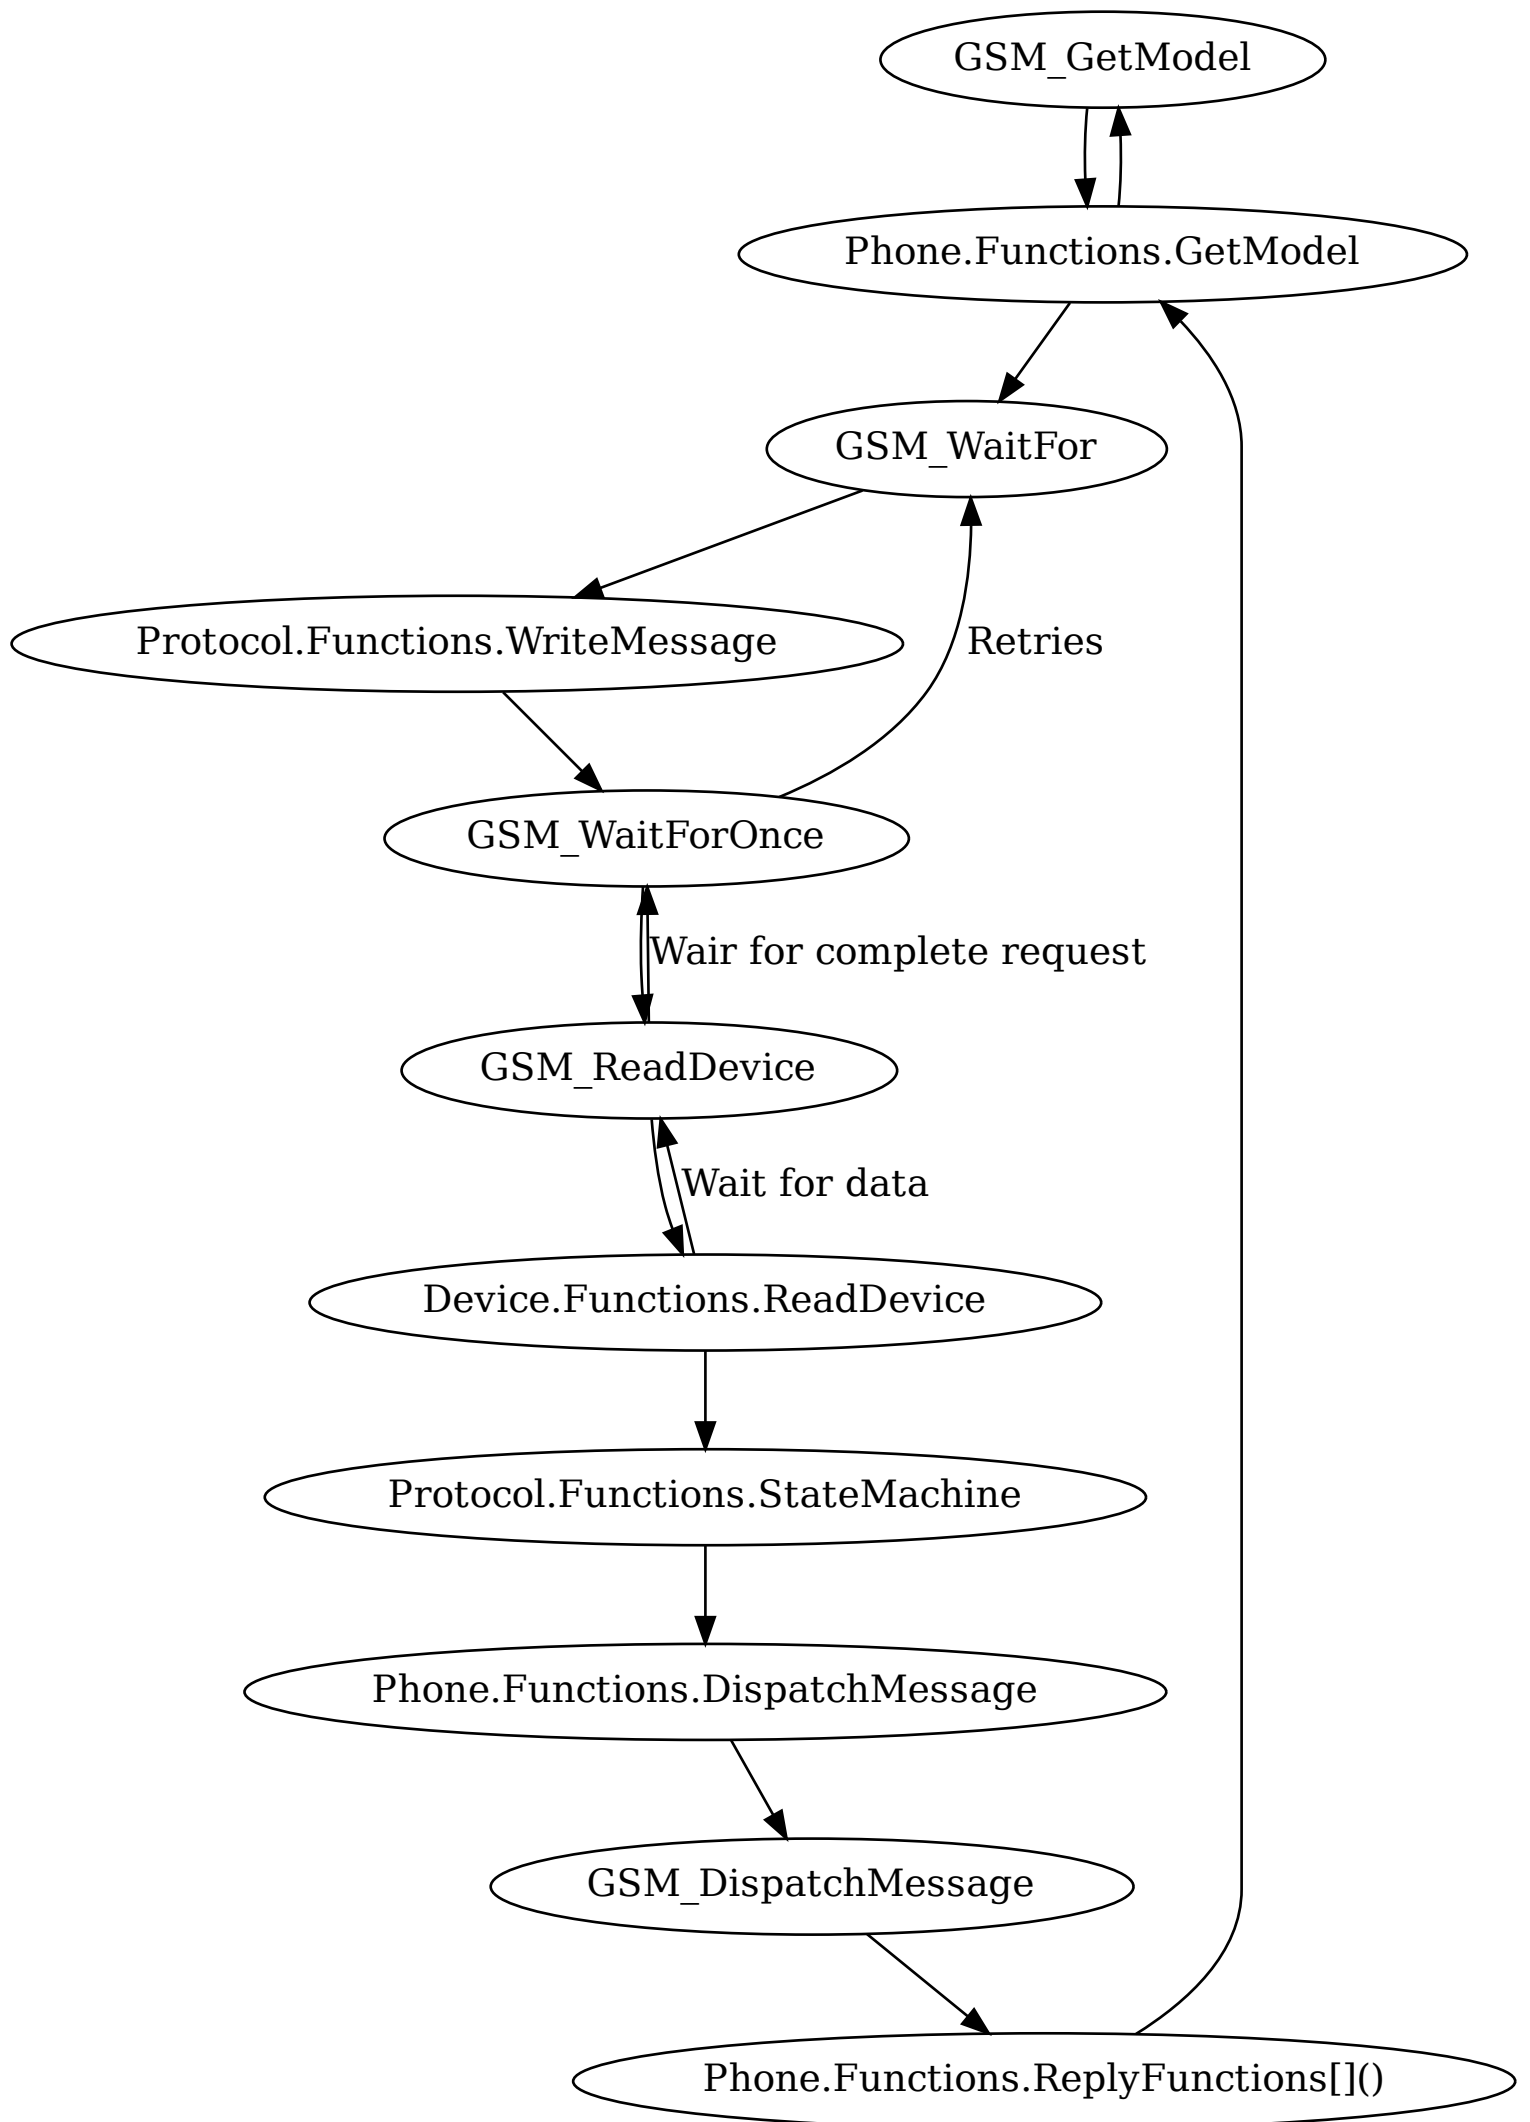 GSM_GetModel
Phone.Functions.GetModel
GSM_WaitFor
Protocol.Functions.WriteMessage
Retries
GSM_WaitForOnce
Wair for complete request
GSM_ReadDevice
Wait for data
Device.Functions.ReadDevice
Protocol.Functions.StateMachine
Phone.Functions.DispatchMessage
GSM_DispatchMessage
Phone.Functions.ReplyFunctions[]()